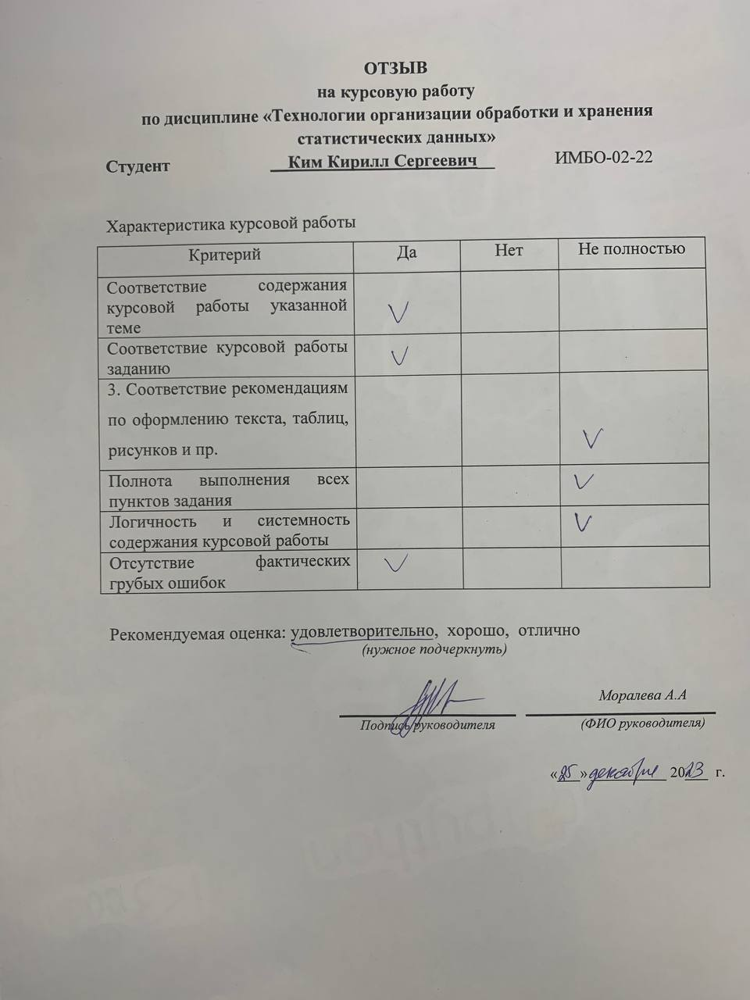 ОТЗЫВ
на курсовую работу
по дисциплине «Технологии организации обработки и хранения
статистических данных»
Студент Ким Кирилл Сергеевич ИМБО-02-22
Характеристика курсовой работы
Критерий Да Нет Не полностью
Соответствие содержания
курсовой работы указанной
теме
Соответствие курсовой работы
заданию
3. Соответствие рекомендациям
по оформлению текста, таблиц,
рисунков и пр.
Полнота выполнения всех
пунктов задания
Логичность и системность
содержания курсовой работы
Отсутствие фактических
грубых ошибок
Рекомендуемая оценка: удовлетворительно, хорошо, отлично
(нужное подчеркнуть)
Моралева А.А
Подпись руководителя (ФИО руководителя)
«25» декабря 2023 г.